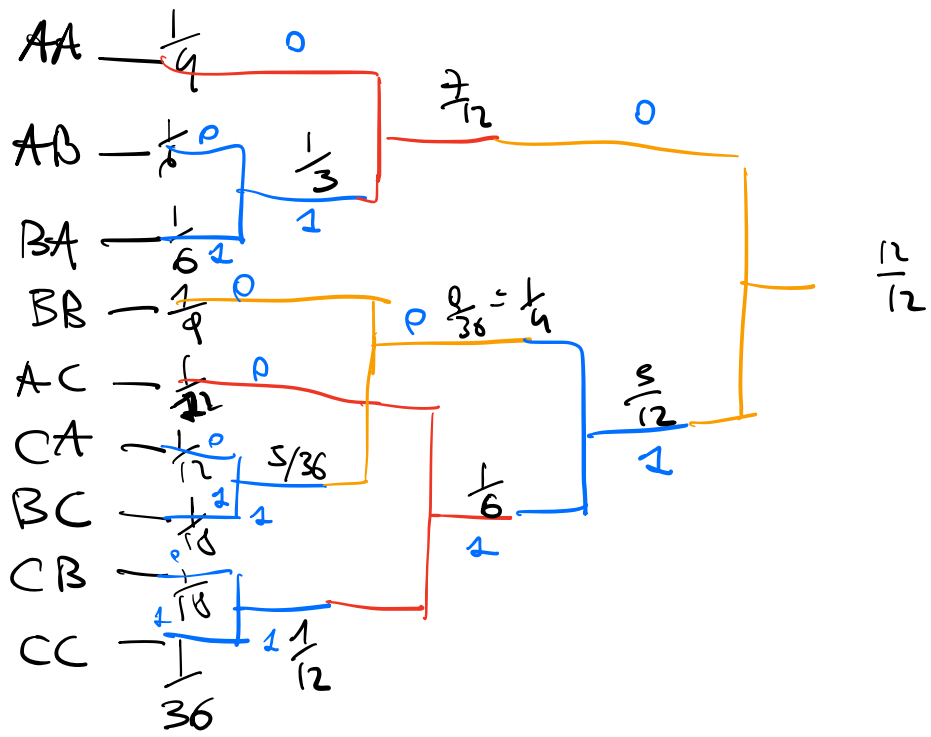 AA 1/4 0 7/12 0
AB 1/6 0 1/3
BA 1/6 1 1 12/12
BB 1/9 0 0 9/36 = 1/4
AC 1/12 0 5/12
CA 1/12 0 5/36 1
BC 1/18 1 1 1/6
CB 1/18 0 1
CC 1/36 1 1 1/12